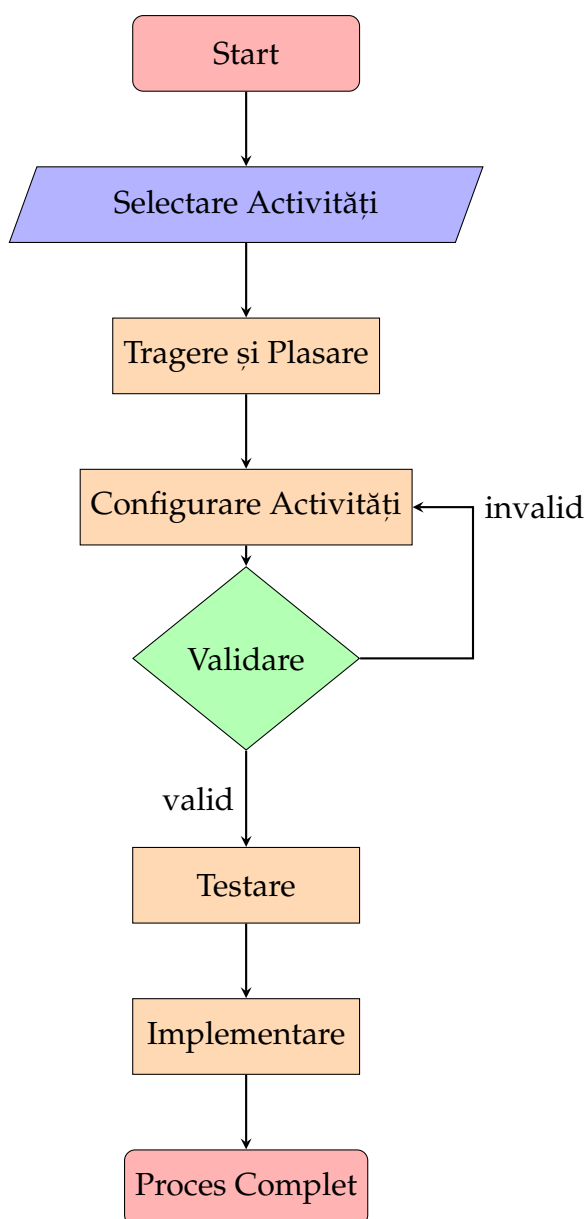 Start
Selectare Activități
Tragere și Plasare
Configurare Activități
invalid
Validare
valid
Testare
Implementare
Proces Complet